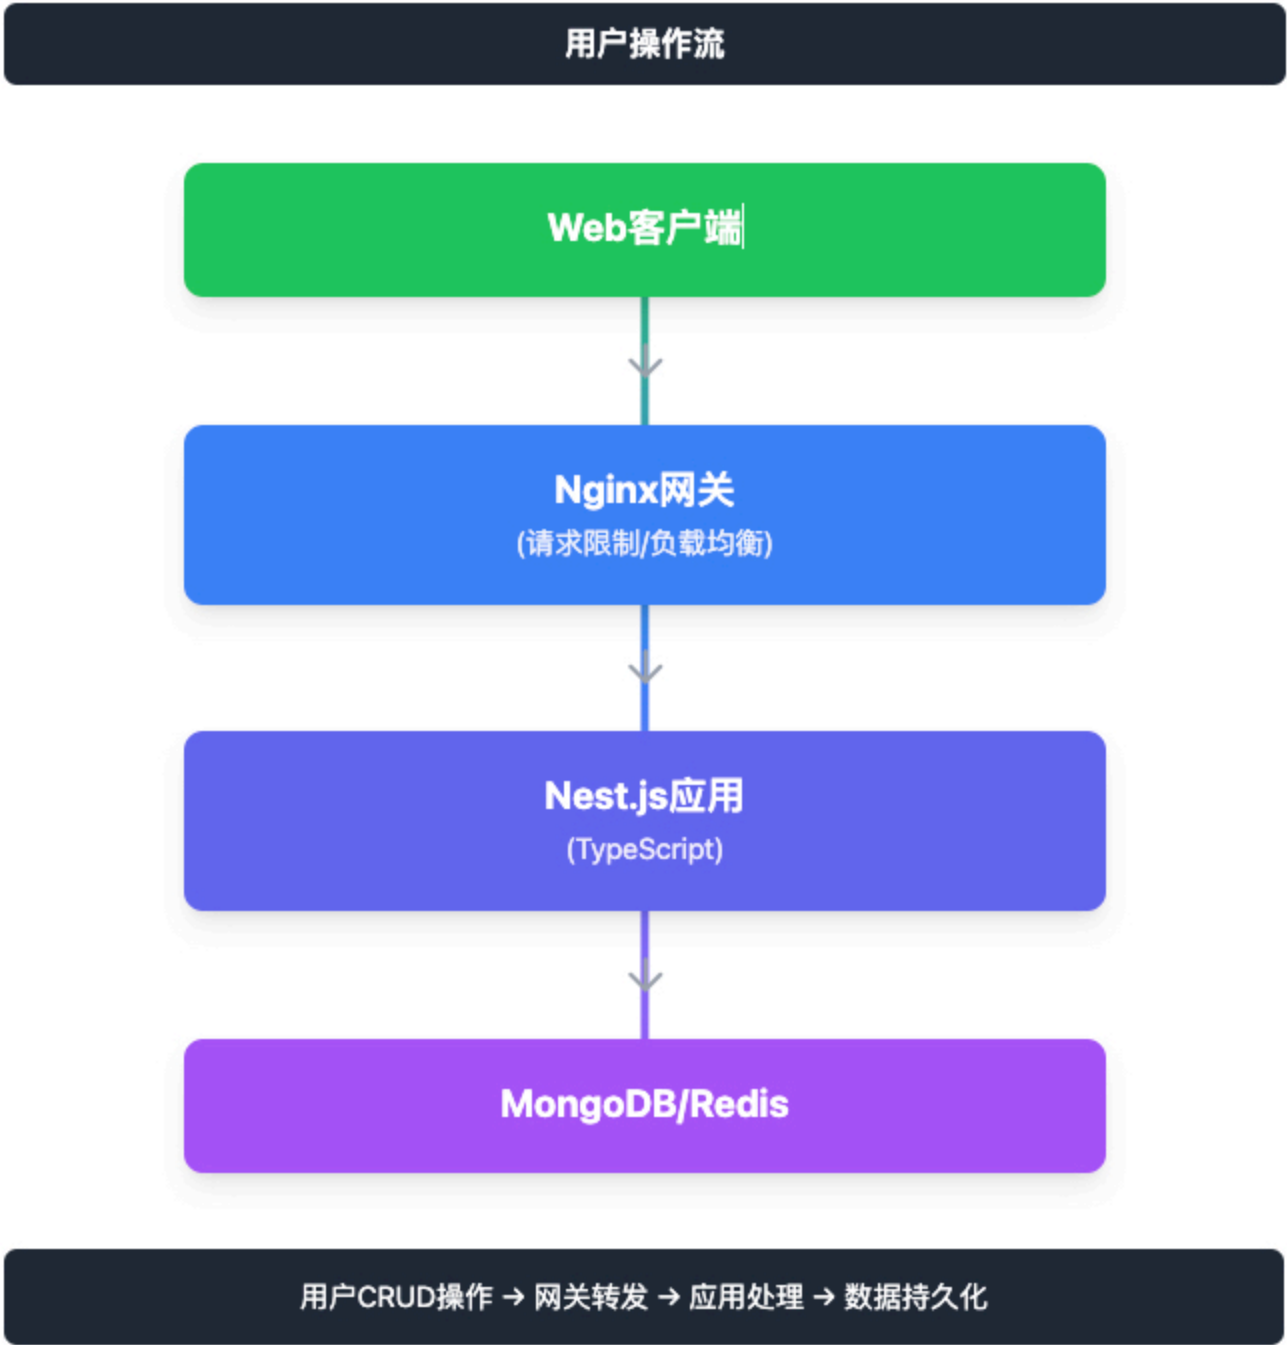 用户操作流
Web客户端
Nginx网关
(请求限制/负载均衡)
Nest.js应用
(TypeScript)
MongoDB/Redis
用户CRUD操作 → 网关转发 → 应用处理 → 数据持久化